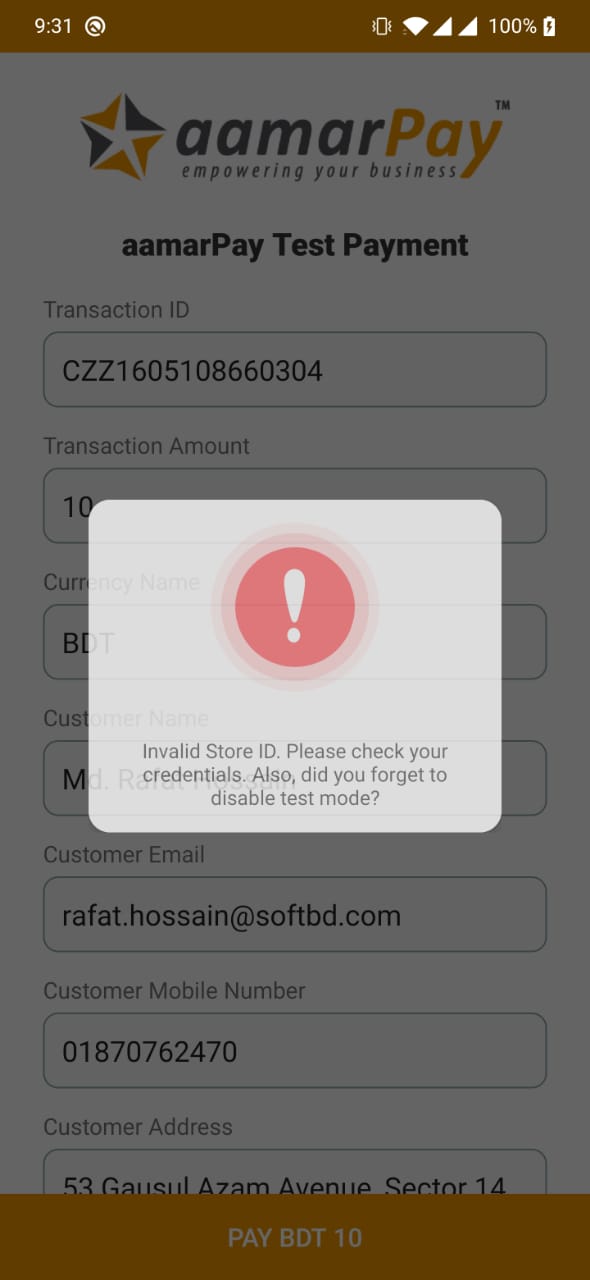 9:31
100%
aamarPay TM
empowering your business
aamarPay Test Payment
Transaction ID
CZZ1605108660304
Transaction Amount
10
Currency Name
BDT
Customer Name
Md. Rafat Hossain
Invalid Store ID. Please check your
credentials. Also, did you forget to
disable test mode?
Customer Email
rafat.hossain@softbd.com
Customer Mobile Number
01870762470
Customer Address
53 Gausul Azam Avenue, Sector 14
PAY BDT 10